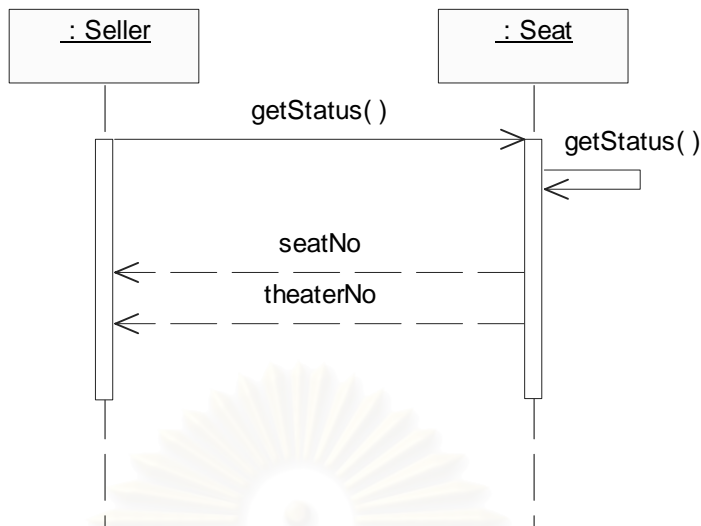 : Seller
: Seat
getStatus( )
getStatus( )
seatNo
theaterNo